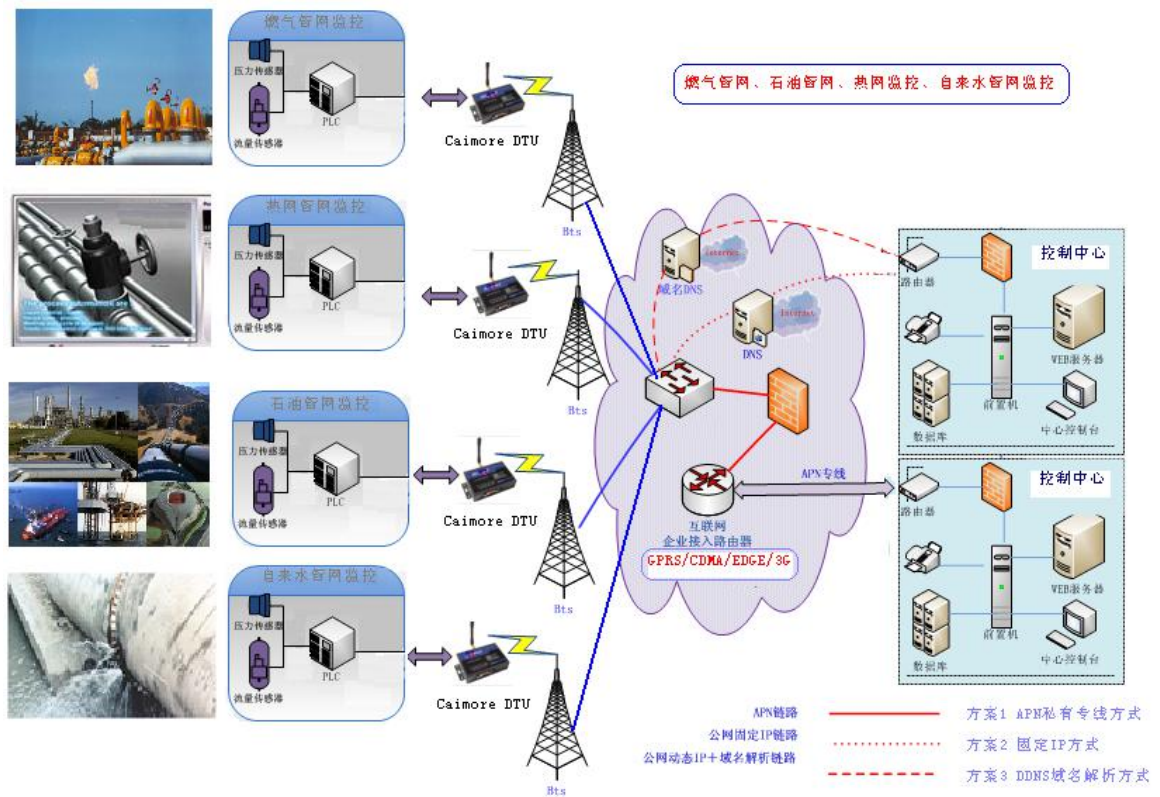 燃气管网监控
压力传感器
流量传感器
PLC
Caimore DTU
Bts
燃气管网、石油管网、热网监控、自来水管网监控
热网管网监控
压力传感器
流量传感器
PLC
Caimore DTU
Bts
石油管网监控
压力传感器
流量传感器
PLC
Caimore DTU
Bts
自来水管网监控
压力传感器
流量传感器
PLC
Caimore DTU
Bts
Internet
域名DNS
Internet
DNS
APN专线
互联网
企业接入路由器
GPRS/CDMA/EDGE/3G
控制中心
路由器
WEB服务器
前置机
数据库
中心控制台
控制中心
路由器
WEB服务器
前置机
数据库
中心控制台
APN链路
方案1 APN私有专线方式
公网固定IP链路
方案2 固定IP方式
公网动态IP+域名解析链路
方案3 DDNS域名解析方式